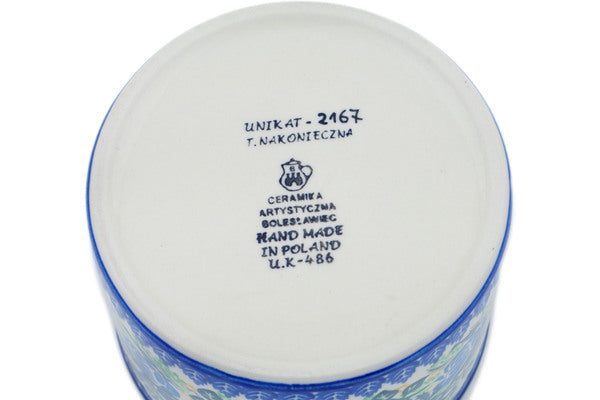 UNIKAT - 2167
T. NAKONIECZNA
B
CERAMIKA
ARTYSTYCZNA
BOLESŁAWIEC
HAND MADE
IN POLAND
U.K-486